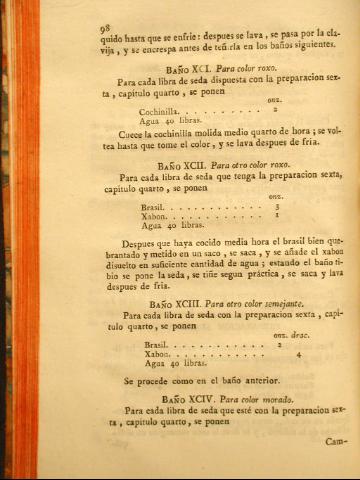 98
quido hasta que se enfrie: despues se lava, se pasa por la cla-
vija, y se encrespa antes de teñirla en los baños siguientes.
BAÑO XCI. Para color roxo.
Para cada libra de seda dispuesta con la preparacion sex-
ta, capitulo quarto, se ponen
onz.
Cochinilla. . . . . . . . . . 2
Agua 40 libras.
Cuece la cochinilla molida medio quarto de hora; se vol-
tea hasta que tome el color, y se lava despues de fria.
BAÑO XCII. Para otro color roxo.
Para cada libra de seda que tenga la preparacion sexta,
capitulo quarto, se ponen
onz.
Brasil. . . . . . . . . . . 3
Xabon. . . . . . . . . . . 1
Agua 40 libras.
Despues que haya cocido media hora el brasil bien que-
brantado y metido en un saco, se saca, y se añade el xabon
disuelto en suficiente cantidad de agua; estando el baño ti-
bio se pone la seda, se tiñe segun práctica, se saca y lava
despues de fria.
BAÑO XCIII. Para otro color semejante.
Para cada libra de seda con la preparacion sexta, capi-
tulo quarto, se ponen
onz. drac.
Brasil. . . . . . . . . . . 2
Xabon. . . . . . . . . . . 4
Agua 40 libras.
Se procede como en el baño anterior.
BAÑO XCIV. Para color morado.
Para cada libra de seda que esté con la preparacion sex-
ta, capitulo quarto, se ponen
Cam-